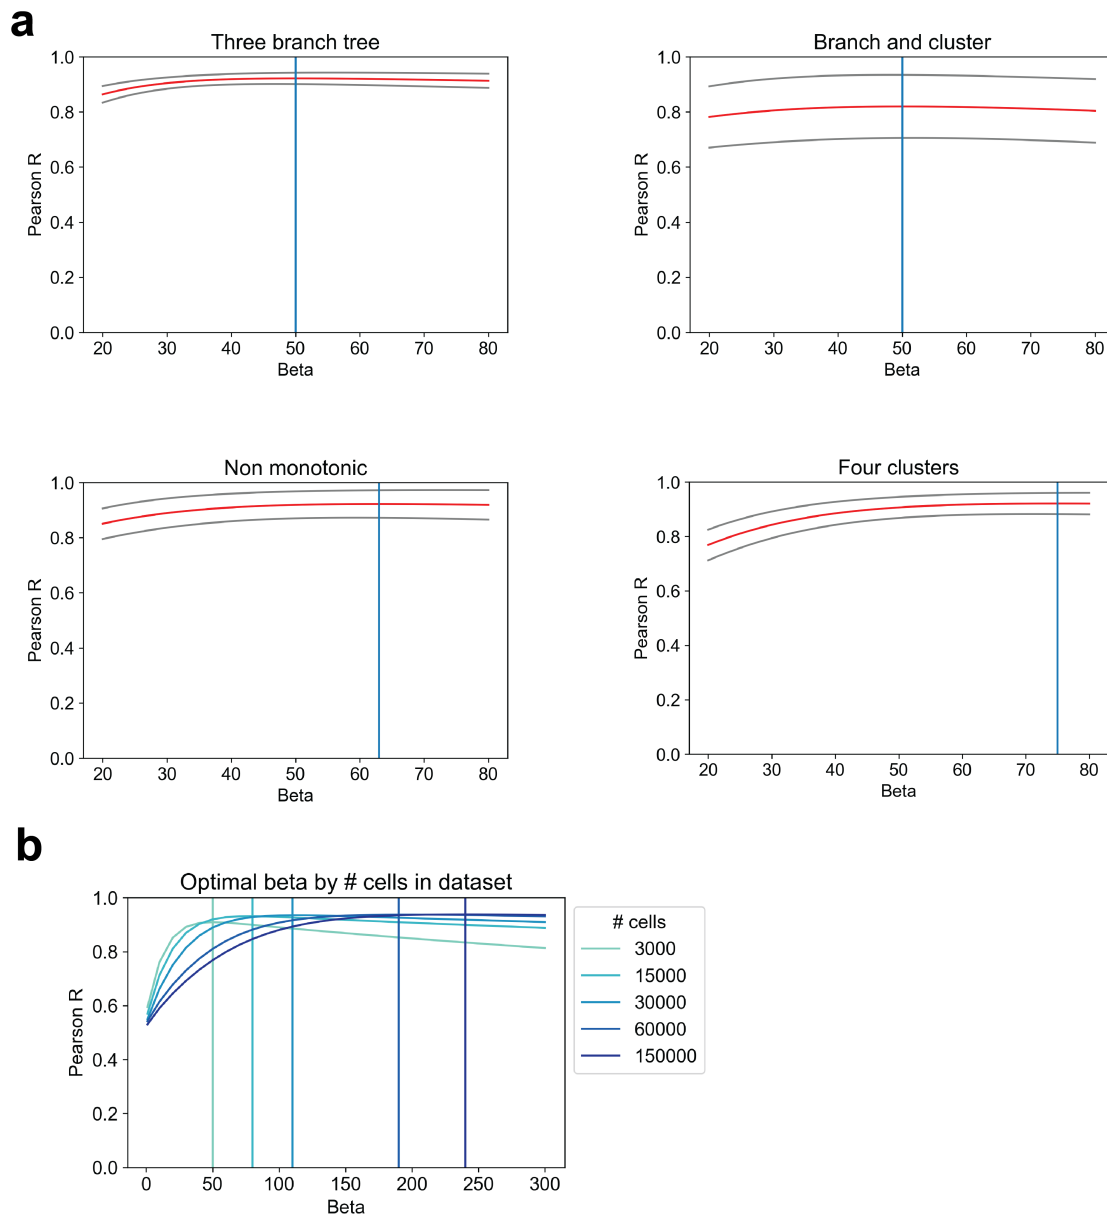 a
Three branch tree
Pearson R
1.0
0.8
0.6
0.4
0.2
0.0
20 30 40 50 60 70 80
Beta
Branch and cluster
Pearson R
1.0
0.8
0.6
0.4
0.2
0.0
20 30 40 50 60 70 80
Beta
Non monotonic
Pearson R
1.0
0.8
0.6
0.4
0.2
0.0
20 30 40 50 60 70 80
Beta
Four clusters
Pearson R
1.0
0.8
0.6
0.4
0.2
0.0
20 30 40 50 60 70 80
Beta
b
Optimal beta by # cells in dataset
Pearson R
1.0
0.8
0.6
0.4
0.2
0.0
0 50 100 150 200 250 300
Beta
# cells
3000
15000
30000
60000
150000